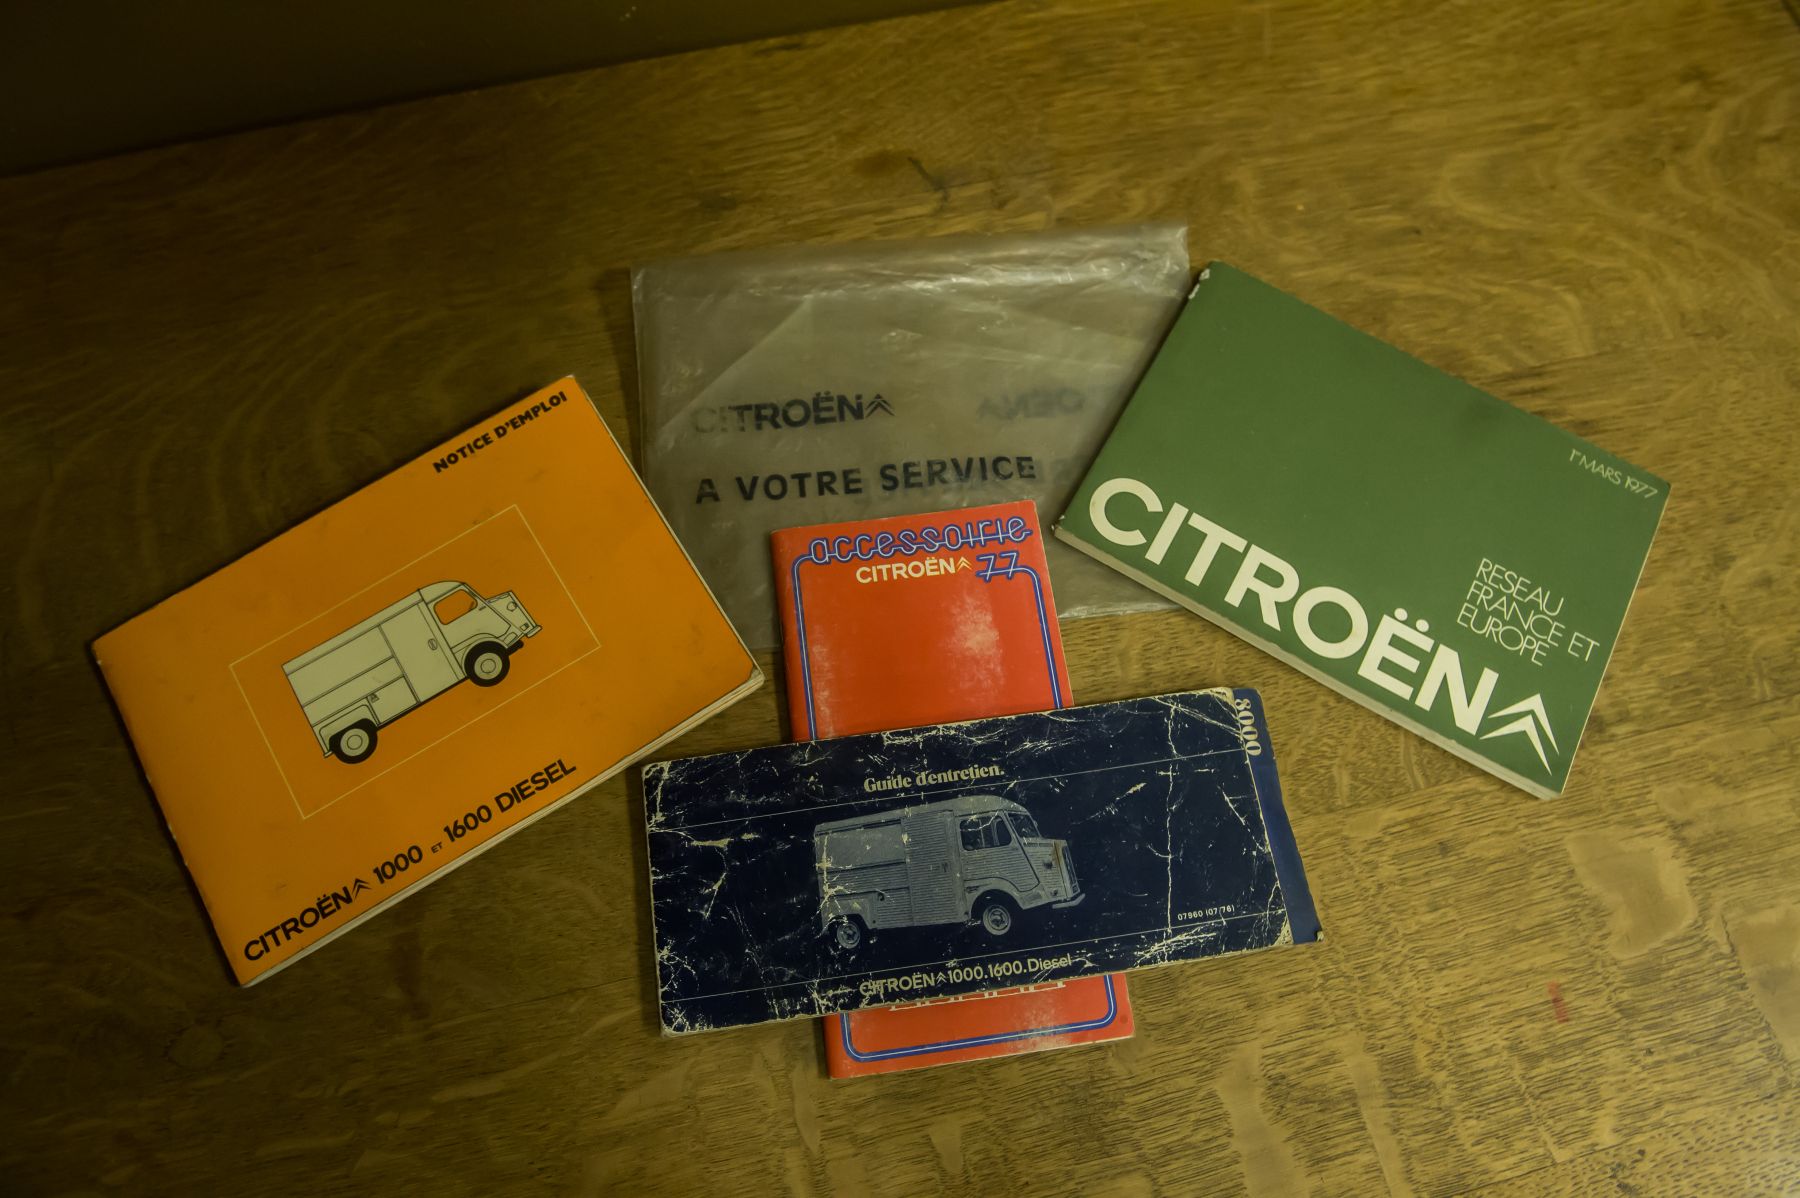 NOTICE D'EMPLOI
CITROËN 1000 ET 1600 DIESEL
CITROËN
A VOTRE SERVICE
accessoirie
CITROËN 77
Guide d'entretien.
8000
07960 (07/76)
CITROËN 1000.1600.Diesel
1R MARS 1977
RESEAU
FRANCE ET
EUROPE
CITROËN